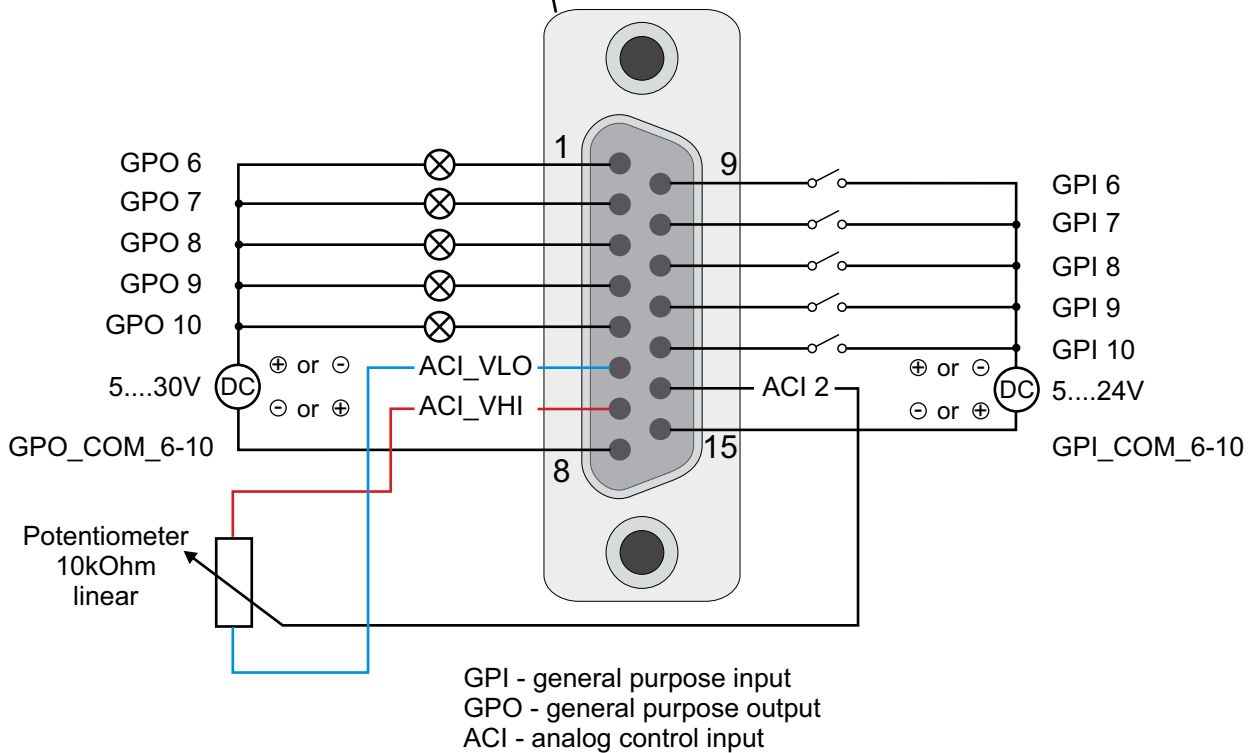 1
9
GPO 6
GPI 6
GPO 7
GPI 7
GPO 8
GPI 8
GPO 9
GPI 9
GPO 10
GPI 10
⊕ or ⊖
ACI_VLO
⊕ or ⊖
5....30V
DC
ACI 2
DC
5....24V
⊖ or ⊕
ACI_VHI
⊖ or ⊕
GPO_COM_6-10
8
15
GPI_COM_6-10
Potentiometer
10kOhm
linear
GPI - general purpose input
GPO - general purpose output
ACI - analog control input